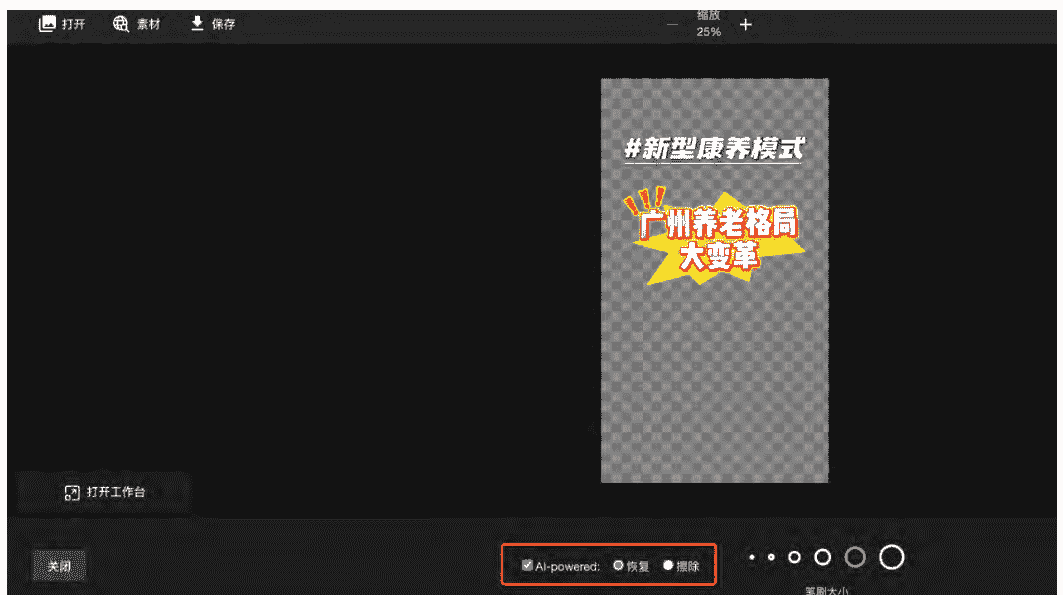 打开 素材 保存
缩放
25%
#新型康养模式
广州养老格局
大变革
打开工作台
关闭
AI-powered: 恢复 擦除
笔刷大小